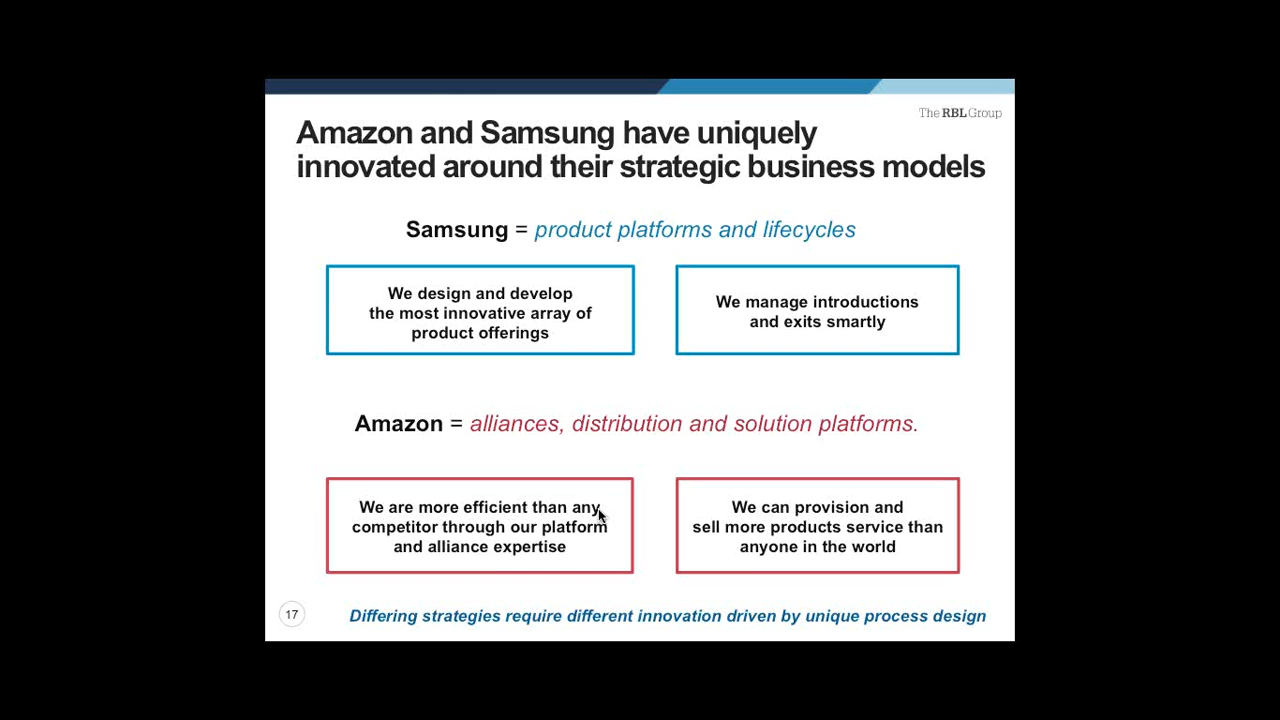 The RBL Group
Amazon and Samsung have uniquely
innovated around their strategic business models
Samsung = product platforms and lifecycles
We design and develop
the most innovative array of
product offerings
We manage introductions
and exits smartly
Amazon = alliances, distribution and solution platforms.
We are more efficient than any
competitor through our platform
and alliance expertise
We can provision and
sell more products service than
anyone in the world
17
Differing strategies require different innovation driven by unique process design